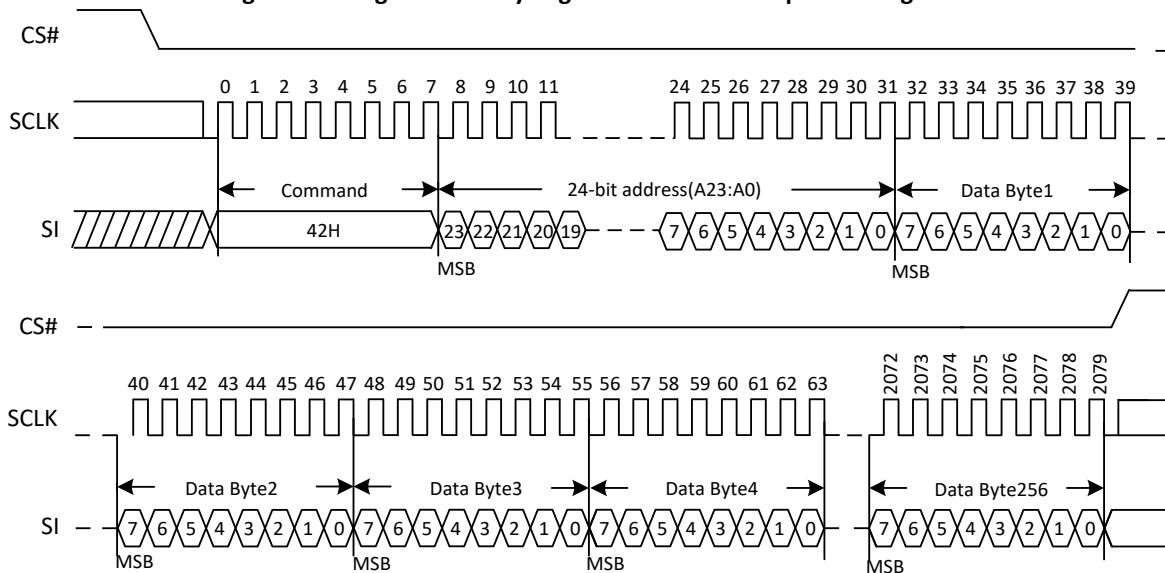 CS#
0 1 2 3 4 5 6 7 8 9 10 11 24 25 26 27 28 29 30 31 32 33 34 35 36 37 38 39
SCLK
Command 24-bit address(A23:A0) Data Byte1
SI 42H 23 22 21 20 19 7 6 5 4 3 2 1 0 7 6 5 4 3 2 1 0
MSB MSB
CS#
40 41 42 43 44 45 46 47 48 49 50 51 52 53 54 55 56 57 58 59 60 61 62 63 2072 2073 2074 2075 2076 2077 2078 2079
SCLK
Data Byte2 Data Byte3 Data Byte4 Data Byte256
SI 7 6 5 4 3 2 1 0 7 6 5 4 3 2 1 0 7 6 5 4 3 2 1 0 7 6 5 4 3 2 1 0
MSB MSB MSB MSB